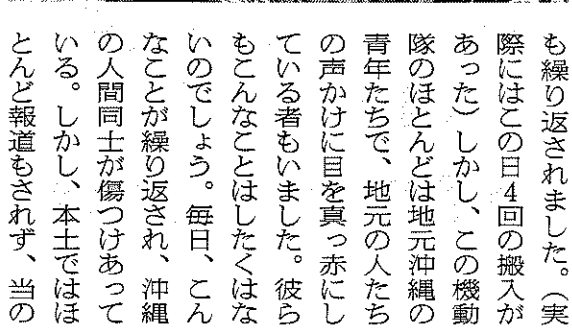 も繰り返されました。（実
際にはこの日４回の搬入が
あった）しかし、この機動
隊のほとんどは地元沖縄の
青年たちで、地元の人たち
の声かけに目を真っ赤にし
ている者もいました。彼ら
もこんなことはしたくはな
いのでしょう。毎日、こん
なことが繰り返され、沖縄
の人間同士が傷つけあって
いる。しかし、本土ではほ
とんど報道もされず、当の